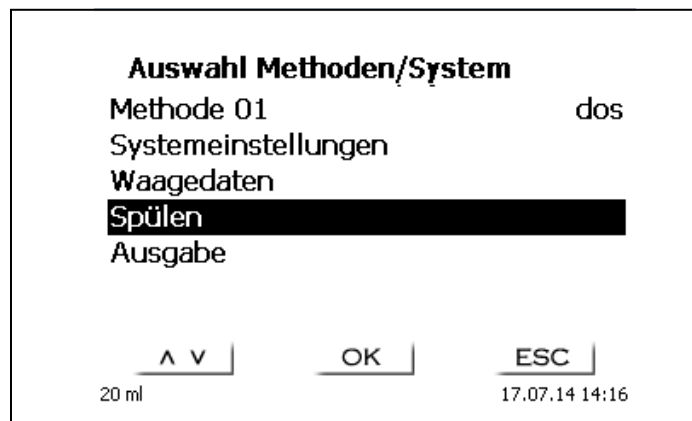 Auswahl Methoden/System
Methode 01 dos
Systemeinstellungen
Waagedaten
Spülen
Ausgabe
∧ ∨ OK ESC
20 ml 17.07.14 14:16